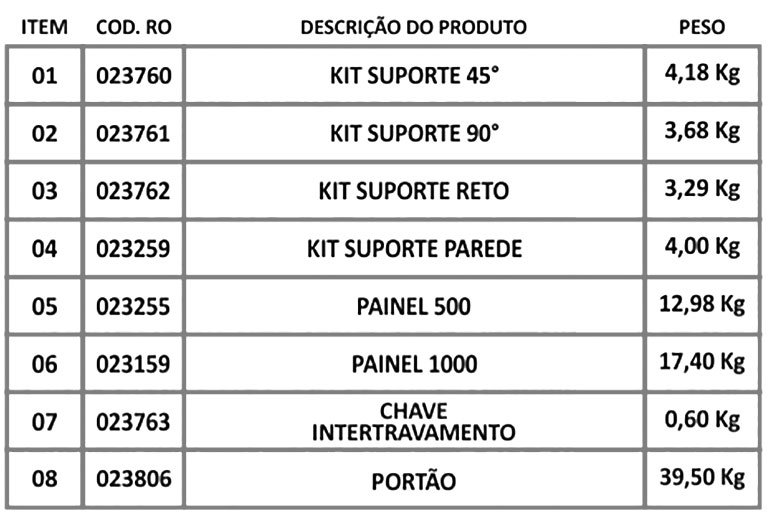 ITEM COD. RO DESCRIÇÃO DO PRODUTO PESO
01 023760 KIT SUPORTE 45° 4,18 Kg
02 023761 KIT SUPORTE 90° 3,68 Kg
03 023762 KIT SUPORTE RETO 3,29 Kg
04 023259 KIT SUPORTE PAREDE 4,00 Kg
05 023255 PAINEL 500 12,98 Kg
06 023159 PAINEL 1000 17,40 Kg
07 023763 CHAVE
INTERTRAVAMENTO 0,60 Kg
08 023806 PORTÃO 39,50 Kg